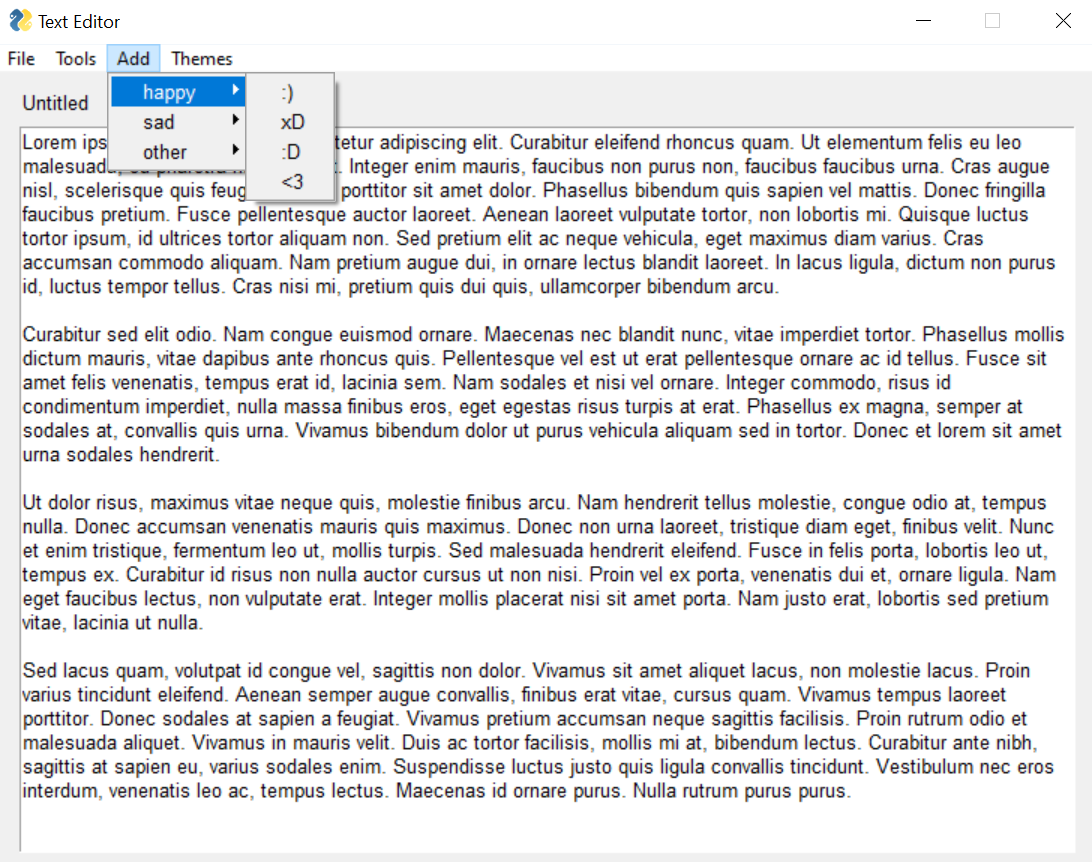 Text Editor
File Tools Add Themes
happy
sad
other
:)
xD
:D
<3
Untitled
Lorem ips tetur adipiscing elit. Curabitur eleifend rhoncus quam. Ut elementum felis eu leo
malesuada, Integer enim mauris, faucibus non purus non, faucibus faucibus urna. Cras augue
nisl, scelerisque quis feug porttitor sit amet dolor. Phasellus bibendum quis sapien vel mattis. Donec fringilla
faucibus pretium. Fusce pellentesque auctor laoreet. Aenean laoreet vulputate tortor, non lobortis mi. Quisque luctus
tortor ipsum, id ultrices tortor aliquam non. Sed pretium elit ac neque vehicula, eget maximus diam varius. Cras
accumsan commodo aliquam. Nam pretium augue dui, in ornare lectus blandit laoreet. In lacus ligula, dictum non purus
id, luctus tempor tellus. Cras nisi mi, pretium quis dui quis, ullamcorper bibendum arcu.
Curabitur sed elit odio. Nam congue euismod ornare. Maecenas nec blandit nunc, vitae imperdiet tortor. Phasellus mollis
dictum mauris, vitae dapibus ante rhoncus quis. Pellentesque vel est ut erat pellentesque ornare ac id tellus. Fusce sit
amet felis venenatis, tempus erat id, lacinia sem. Nam sodales et nisi vel ornare. Integer commodo, risus id
condimentum imperdiet, nulla massa finibus eros, eget egestas risus turpis at erat. Phasellus ex magna, semper at
sodales at, convallis quis urna. Vivamus bibendum dolor ut purus vehicula aliquam sed in tortor. Donec et lorem sit amet
urna sodales hendrerit.
Ut dolor risus, maximus vitae neque quis, molestie finibus arcu. Nam hendrerit tellus molestie, congue odio at, tempus
nulla. Donec accumsan venenatis mauris quis maximus. Donec non urna laoreet, tristique diam eget, finibus velit. Nunc
et enim tristique, fermentum leo ut, mollis turpis. Sed malesuada hendrerit eleifend. Fusce in felis porta, lobortis leo ut,
tempus ex. Curabitur id risus non nulla auctor cursus ut non nisi. Proin vel ex porta, venenatis dui et, ornare ligula. Nam
eget faucibus lectus, non vulputate erat. Integer mollis placerat nisi sit amet porta. Nam justo erat, lobortis sed pretium
vitae, lacinia ut nulla.
Sed lacus quam, volutpat id congue vel, sagittis non dolor. Vivamus sit amet aliquet lacus, non molestie lacus. Proin
varius tincidunt eleifend. Aenean semper augue convallis, finibus erat vitae, cursus quam. Vivamus tempus laoreet
porttitor. Donec sodales at sapien a feugiat. Vivamus pretium accumsan neque sagittis facilisis. Proin rutrum odio et
malesuada aliquet. Vivamus in mauris velit. Duis ac tortor facilisis, mollis mi at, bibendum lectus. Curabitur ante nibh,
sagittis at sapien eu, varius sodales enim. Suspendisse luctus justo quis ligula convallis tincidunt. Vestibulum nec eros
interdum, venenatis leo ac, tempus lectus. Maecenas id ornare purus. Nulla rutrum purus purus.